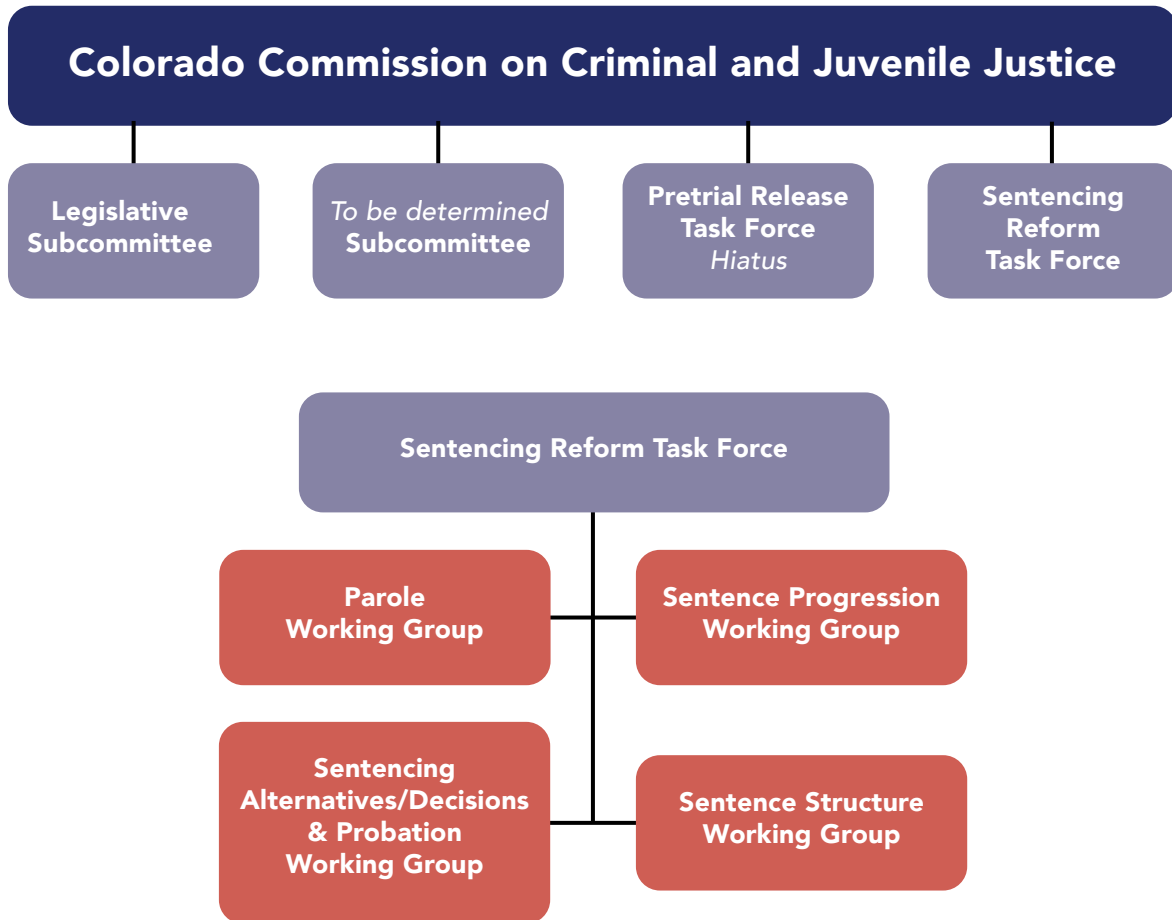 Colorado Commission on Criminal and Juvenile Justice
Legislative
Subcommittee
To be determined
Subcommittee
Pretrial Release
Task Force
Hiatus
Sentencing
Reform
Task Force
Sentencing Reform Task Force
Parole
Working Group
Sentence Progression
Working Group
Sentencing
Alternatives/Decisions
& Probation
Working Group
Sentence Structure
Working Group